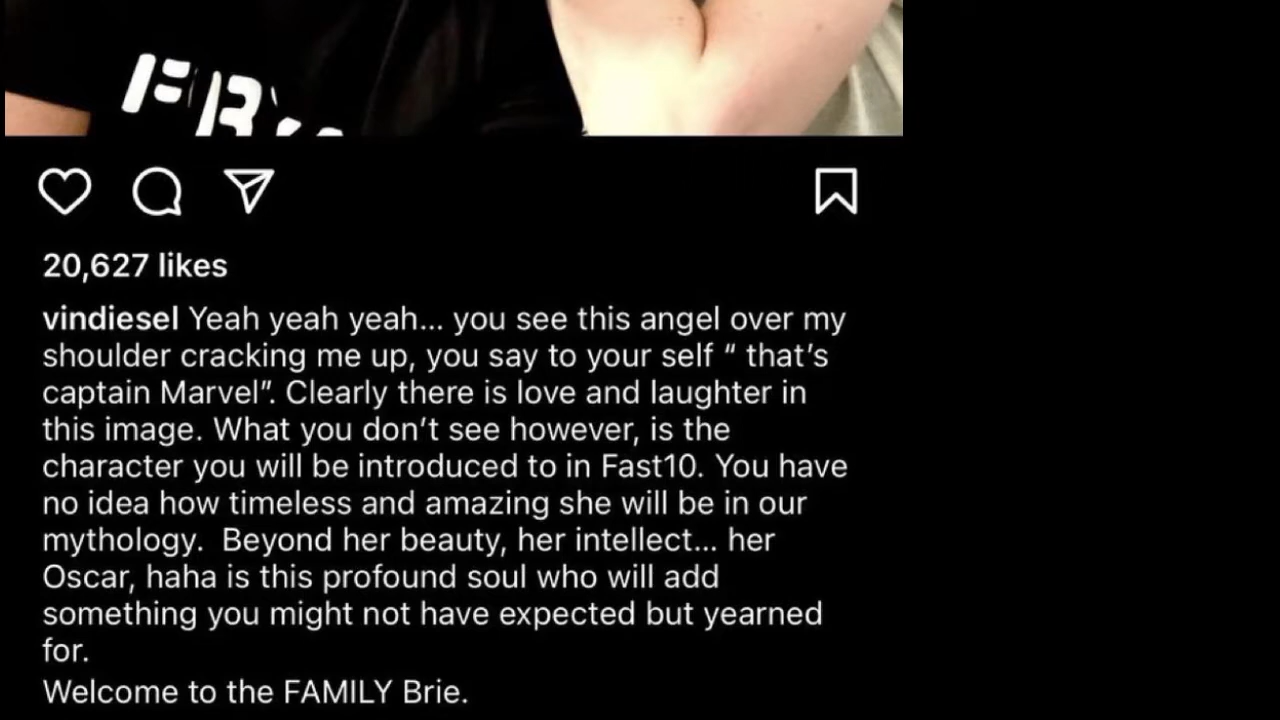 20,627 likes
vindiesel Yeah yeah yeah... you see this angel over my
shoulder cracking me up, you say to your self “ that’s
captain Marvel”. Clearly there is love and laughter in
this image. What you don’t see however, is the
character you will be introduced to in Fast10. You have
no idea how timeless and amazing she will be in our
mythology.  Beyond her beauty, her intellect... her
Oscar, haha is this profound soul who will add
something you might not have expected but yearned
for.
Welcome to the FAMILY Brie.